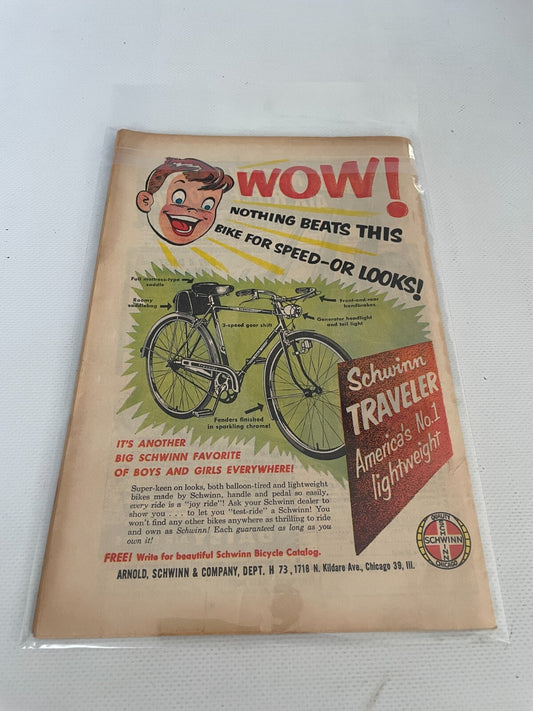 WOW!
NOTHING BEATS THIS
BIKE FOR SPEED-OR LOOKS!
Full mattress-type
saddle
Roomy
saddlebag
3-speed gear shift
Front-and-rear
handbrakes
Generator headlight
and tail light
Fenders finished
in sparkling chrome!
Schwinn
TRAVELER
America's No. 1
lightweight
IT'S ANOTHER
BIG SCHWINN FAVORITE
OF BOYS AND GIRLS EVERYWHERE!
Super-keen on looks, both balloon-tired and lightweight
bikes made by Schwinn, handle and pedal so easily,
every ride is a "joy ride"! Ask your Schwinn dealer to
show you . . . to let you "test-ride" a Schwinn! You
won't find any other bikes anywhere as thrilling to ride
and own as Schwinn! Each guaranteed as long as you
own it!
FREE! Write for beautiful Schwinn Bicycle Catalog.
ARNOLD, SCHWINN & COMPANY, DEPT. H 73, 1718 N. Kildare Ave., Chicago 39, Ill.
QUALITY
SCHWINN
SCHWINN
CHICAGO